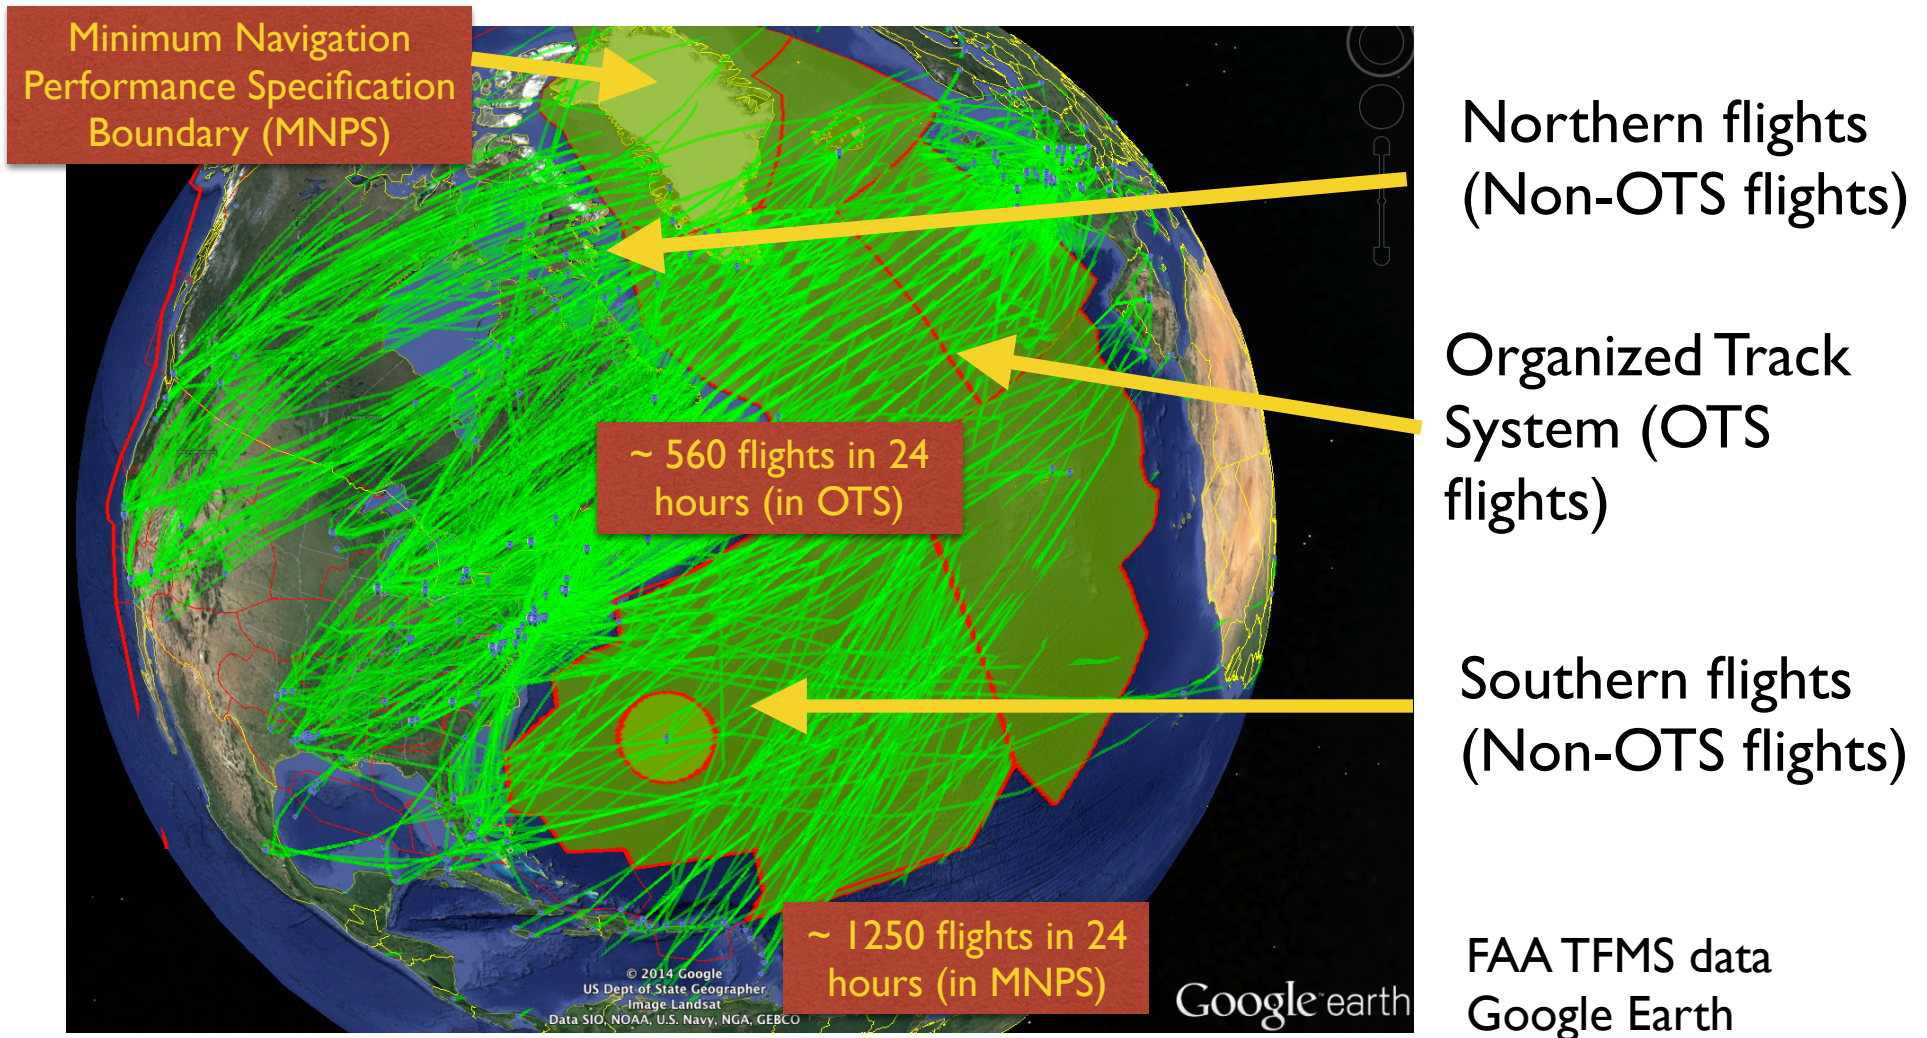 Minimum Navigation
Performance Specification
Boundary (MNPS)
Northern flights
(Non-OTS flights)
Organized Track
System (OTS
flights)
~ 560 flights in 24
hours (in OTS)
Southern flights
(Non-OTS flights)
~ 1250 flights in 24
hours (in MNPS)
© 2014 Google
US Dept of State Geographer
Image Landsat
Data SIO, NOAA, U.S. Navy, NGA, GEBCO
Google earth
FAA TFMS data
Google Earth